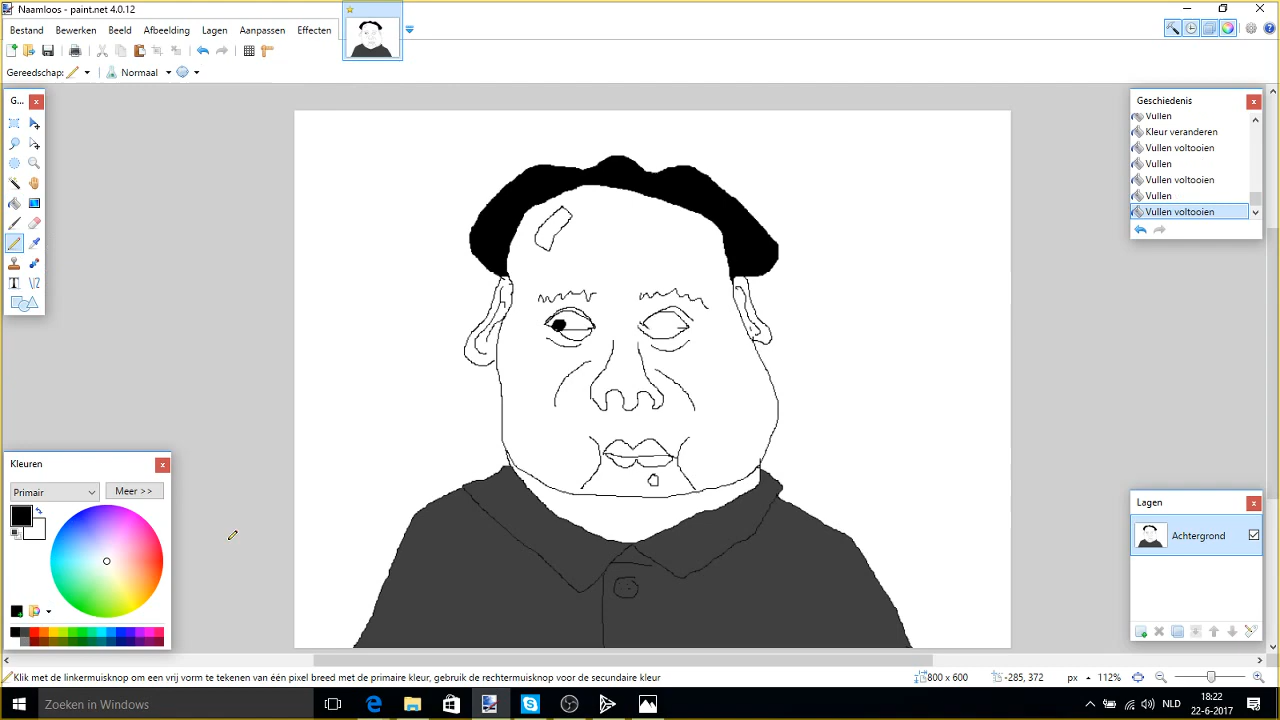 Naamloos - paint.net 4.0.12
Bestand Bewerken Beeld Afbeelding Lagen Aanpassen Effecten
Gereedschap: Normaal
G...
Geschiedenis
Vullen
Kleur veranderen
Vullen voltooien
Vullen
Vullen voltooien
Vullen
Vullen voltooien
Kleuren
Primair Meer >>
Lagen
Achtergrond
Klik met de linkermuisknop om een vrij vorm te tekenen van één pixel breed met de primaire kleur, gebruik de rechtermuisknop voor de secundaire kleur 800 x 600 -285, 372 px 112%
Zoeken in Windows NLD 18:22
22-6-2017